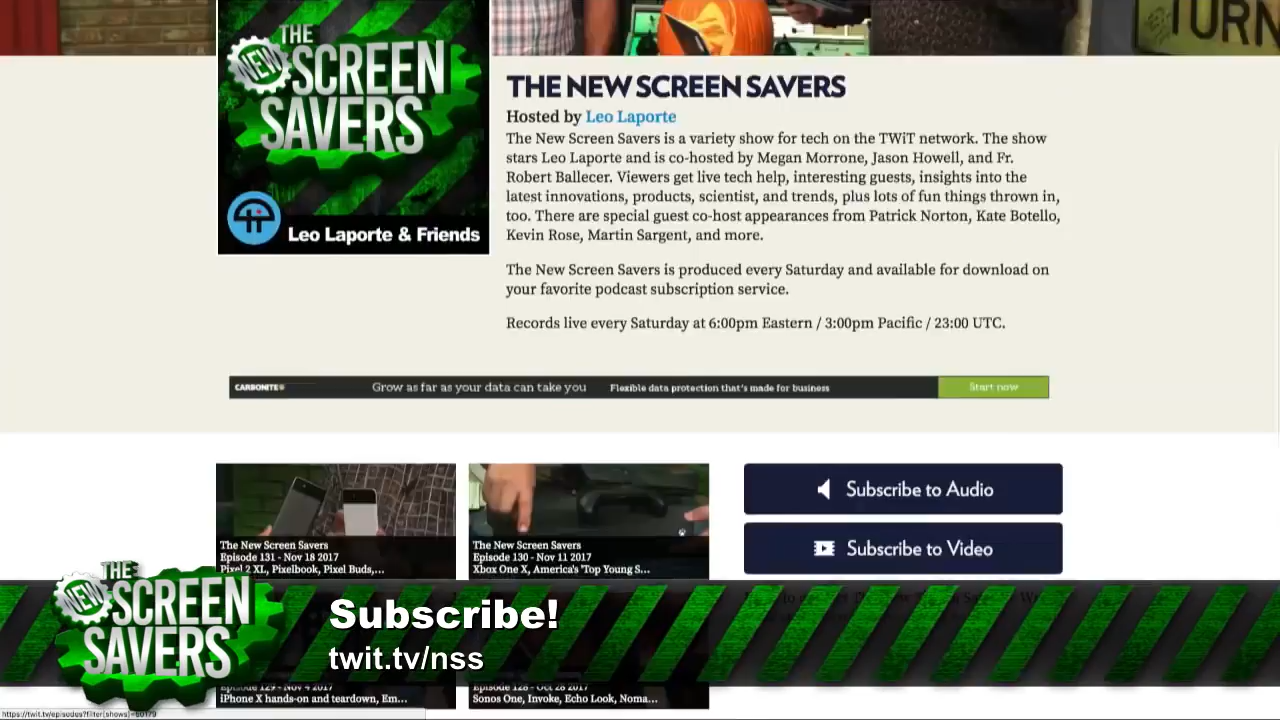 TURN
THE
NEW
SCREEN
SAVERS
Leo Laporte & Friends
THE NEW SCREEN SAVERS
Hosted by Leo Laporte
The New Screen Savers is a variety show for tech on the TWiT network. The show
stars Leo Laporte and is co-hosted by Megan Morrone, Jason Howell, and Fr.
Robert Ballecer. Viewers get live tech help, interesting guests, insights into the
latest innovations, products, scientist, and trends, plus lots of fun things thrown in,
too. There are special guest co-host appearances from Patrick Norton, Kate Botello,
Kevin Rose, Martin Sargent, and more.
The New Screen Savers is produced every Saturday and available for download on
your favorite podcast subscription service.
Records live every Saturday at 6:00pm Eastern / 3:00pm Pacific / 23:00 UTC.
CARBONITE
Grow as far as your data can take you
Flexible data protection that's made for business
Start now
The New Screen Savers
Episode 131 - Nov 18 2017
Pixel 2 XL, Pixelbook, Pixel Buds,...
The New Screen Savers
Episode 130 - Nov 11 2017
Xbox One X, America's 'Top Young S...
Subscribe to Audio
Subscribe to Video
THE
NEW
SCREEN
SAVERS
Subscribe!
twit.tv/nss
Episode 129 - Nov 4 2017
iPhone X hands-on and teardown, Em...
Episode 128 - Oct 28 2017
Sonos One, Invoke, Echo Look, Noma...